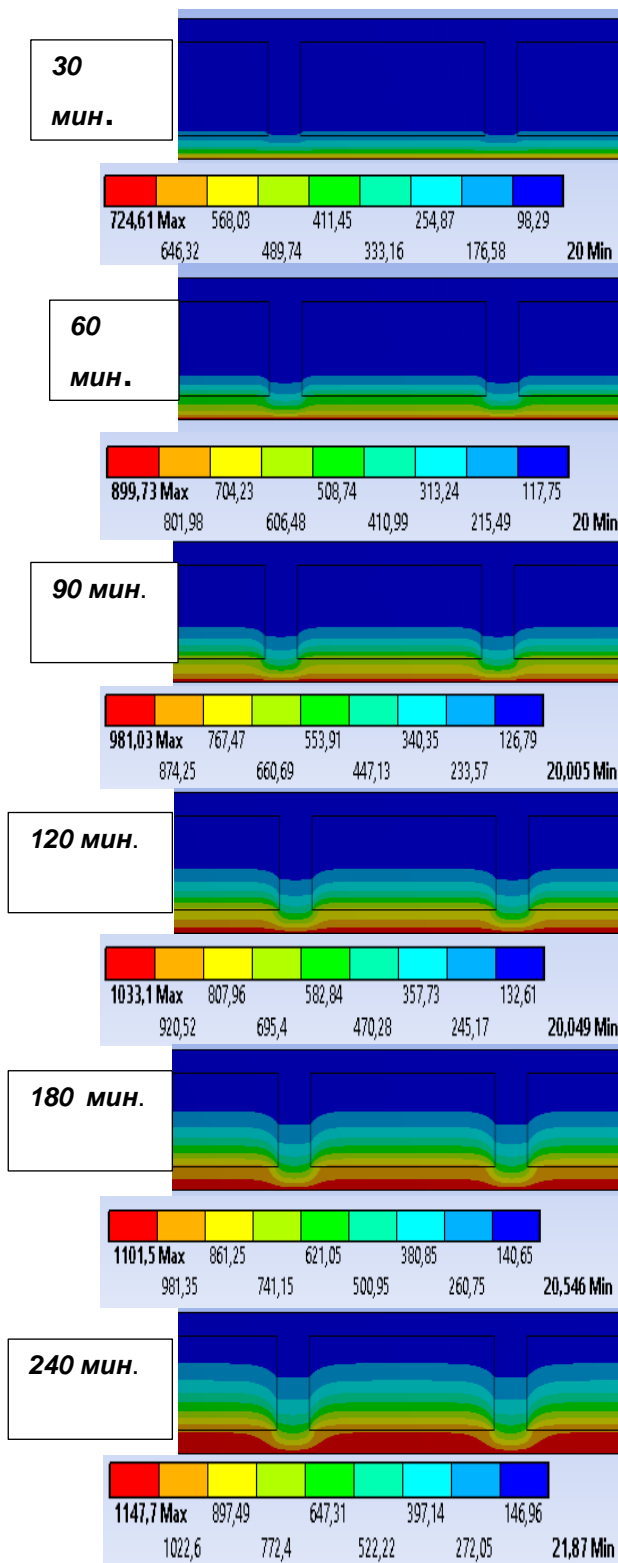 30
мин.
724,61 Max 568,03 411,45 254,87 98,29
646,32 489,74 333,16 176,58 20 Min
60
мин.
899,73 Max 704,23 508,74 313,24 117,75
801,98 606,48 410,99 215,49 20 Min
90 мин.
981,03 Max 767,47 553,91 340,35 126,79
874,25 660,69 447,13 233,57 20,005 Min
120 мин.
1033,1 Max 807,96 582,84 357,73 132,61
920,52 695,4 470,28 245,17 20,049 Min
180 мин.
1101,5 Max 861,25 621,05 380,85 140,65
981,35 741,15 500,95 260,75 20,546 Min
240 мин.
1147,7 Max 897,49 647,31 397,14 146,96
1022,6 772,4 522,22 272,05 21,87 Min